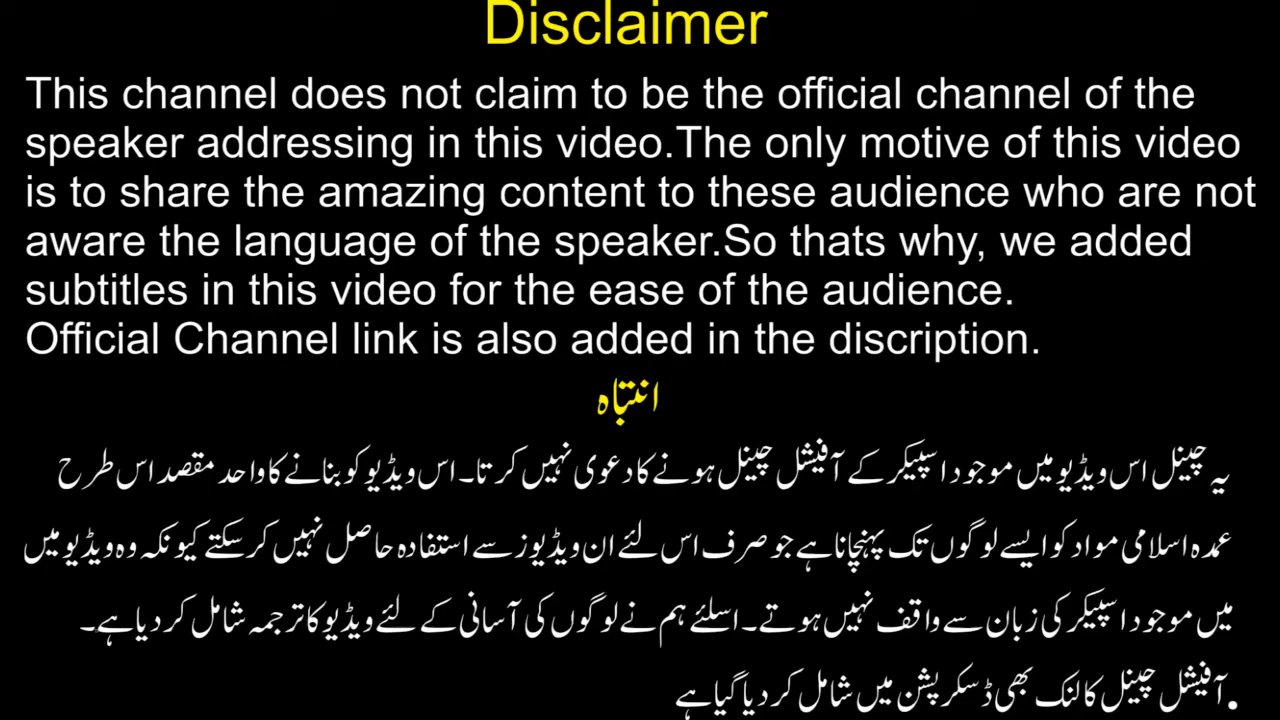 Disclaimer
This channel does not claim to be the official channel of the
speaker addressing in this video.The only motive of this video
is to share the amazing content to these audience who are not
aware the language of the speaker.So thats why, we added
subtitles in this video for the ease of the audience.
Official Channel link is also added in the discription.
انتباہ
یہ چینل اس ویڈیو میں موجود اسپیکر کے آفیشل چینل ہونے کا دعوی نہیں کرتا۔ اس ویڈیو کو بنانے کا واحد مقصد اس طرح
عمدہ اسلامی مواد کو ایسے لوگوں تک پہنچانا ہے جو صرف اس لئے ان ویڈیوز سے استفادہ حاصل نہیں کر سکتے کیونکہ وہ ویڈیو میں
میں موجود اسپیکر کی زبان سے واقف نہیں ہوتے۔ اسلئے ہم نے لوگوں کی آسانی کے لئے ویڈیو کا ترجمہ شامل کر دیا ہے۔
.آفیشل چینل کا لنک بھی ڈسکرپشن میں شامل کر دیا گیا ہے